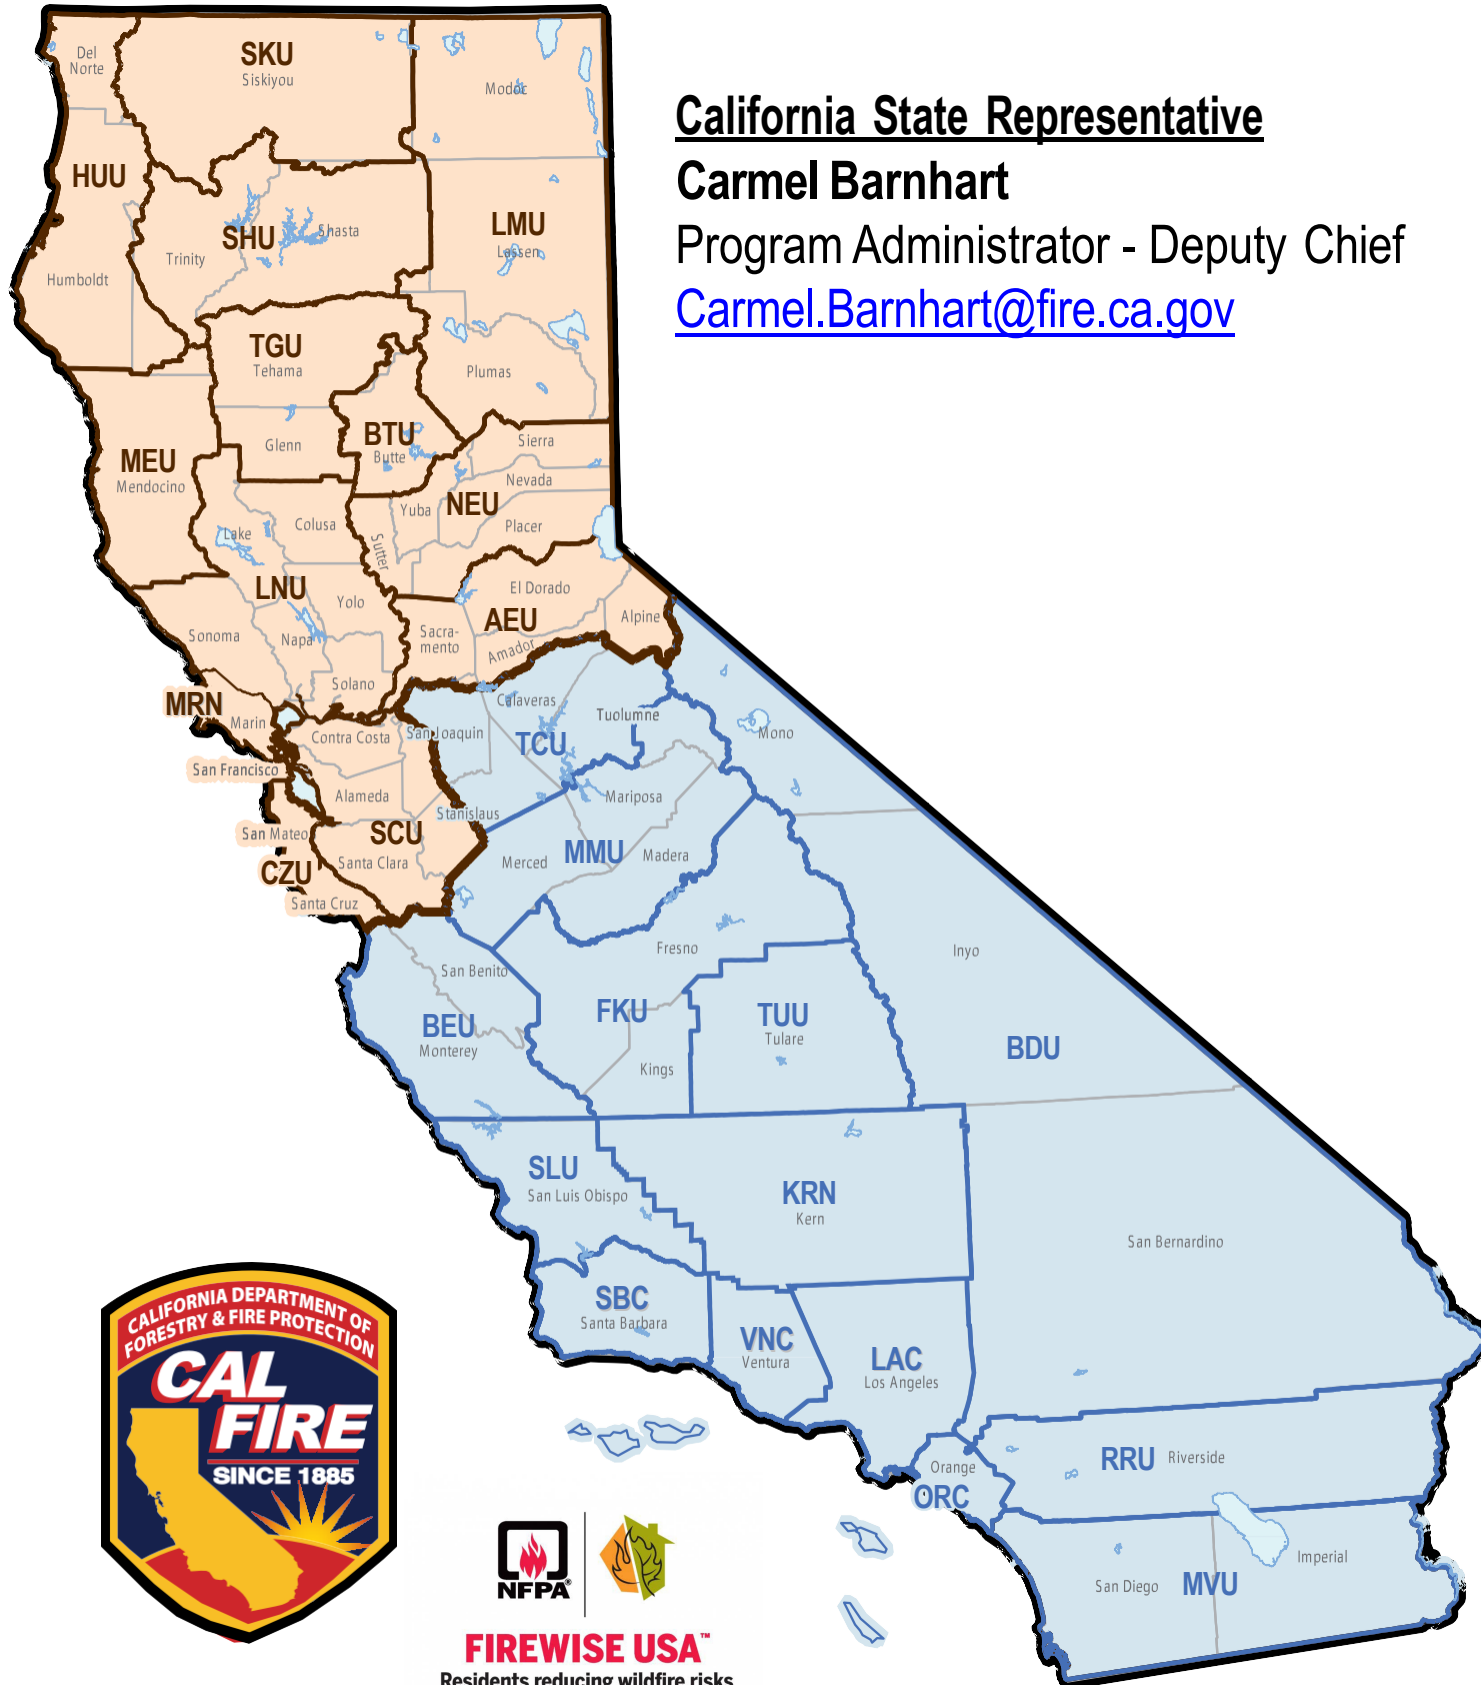 California State Representative
Carmel Barnhart
Program Administrator - Deputy Chief
Carmel.Barnhart@fire.ca.gov
Del
Norte
SKU
Siskiyou
Modoc
HUU
Humboldt
Trinity
SHU
Shasta
LMU
Lassen
TGU
Tehama
Plumas
Glenn
BTU
Butte
Sierra
MEU
Mendocino
Nevada
NEU
Yuba
Placer
Sutter
Colusa
Lake
LNU
Yolo
El Dorado
AEU
Alpine
Sacra-
mento
Amador
Sonoma
Napa
Solano
MRN
Marin
Contra Costa
San Joaquin
Calaveras
Tuolumne
TCU
Mono
San Francisco
Alameda
Stanislaus
Mariposa
San Mateo
SCU
Santa Clara
CZU
Santa Cruz
Merced
MMU
Madera
Fresno
Inyo
San Benito
BEU
Monterey
FKU
Kings
TUU
Tulare
BDU
SLU
San Luis Obispo
KRN
Kern
San Bernardino
SBC
Santa Barbara
VNC
Ventura
LAC
Los Angeles
Orange
ORC
RRU Riverside
San Diego
MVU
Imperial
CALIFORNIA DEPARTMENT OF
FORESTRY & FIRE PROTECTION
CAL
FIRE
SINCE 1885
NFPA®
FIREWISE USA™
Residents reducing wildfire risks